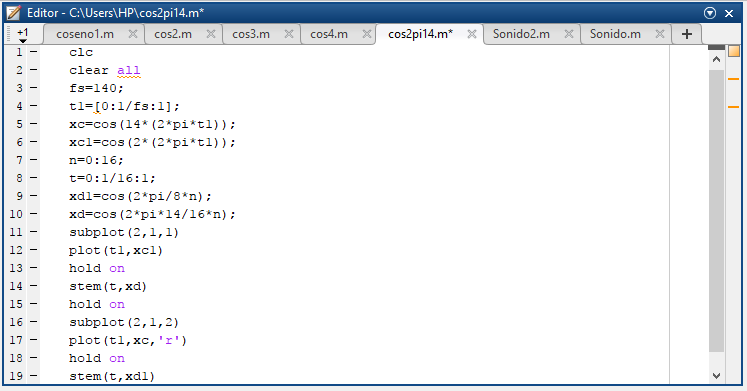 Editor - C:\Users\HP\cos2pi14.m*
+1 coseno1.m cos2.m cos3.m cos4.m cos2pi14.m* Sonido2.m Sonido.m +
1 - clc
2 - clear all
3 - fs=140;
4 - t1=[0:1/fs:1];
5 - xc=cos(14*(2*pi*t1));
6 - xc1=cos(2*(2*pi*t1));
7 - n=0:16;
8 - t=0:1/16:1;
9 - xd1=cos(2*pi/8*n);
10 - xd=cos(2*pi*14/16*n);
11 - subplot(2,1,1)
12 - plot(t1,xc1)
13 - hold on
14 - stem(t,xd)
15 - hold on
16 - subplot(2,1,2)
17 - plot(t1,xc,'r')
18 - hold on
19 - stem(t,xd1)